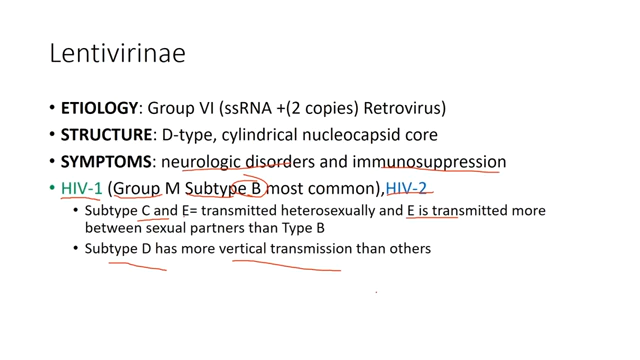 Lentivirinae
• ETIOLOGY: Group VI (ssRNA +(2 copies) Retrovirus)
• STRUCTURE: D-type, cylindrical nucleocapsid core
• SYMPTOMS: neurologic disorders and immunosuppression
• HIV-1 (Group M Subtype B most common), HIV-2
• Subtype C and E= transmitted heterosexually and E is transmitted more
between sexual partners than Type B
• Subtype D has more vertical transmission than others